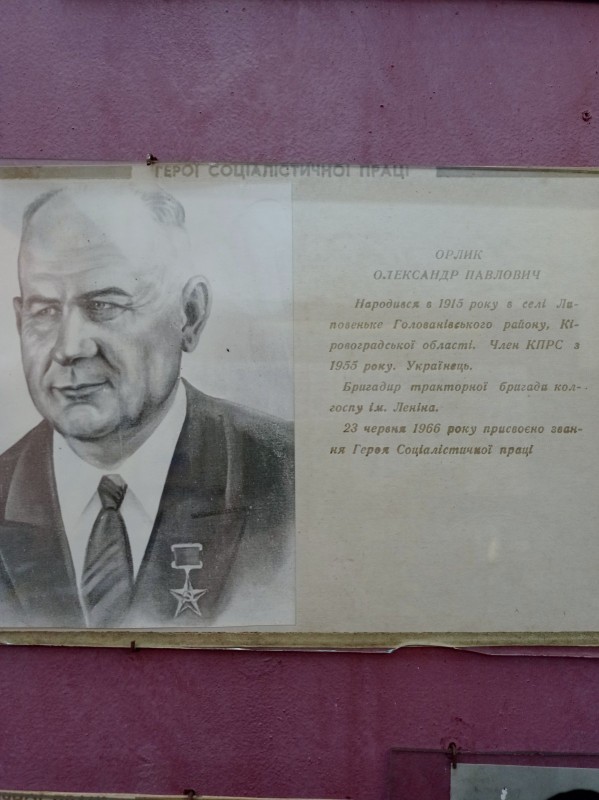 ГЕРОЇ СОЦІАЛІСТИЧНОЇ ПРАЦІ
ОРЛИК
ОЛЕКСАНДР ПАВЛОВИЧ
Народився в 1915 року в селі Ла-
повеньке Голованівського району, Кі-
ровоградської області. Член КПРС з
1955 року. Українець.
Бригадир тракторної бригада кол-
госпу ім. Леніна.
23 червня 1966 року присвоєно зван-
ня Героя Соціалістичної праці